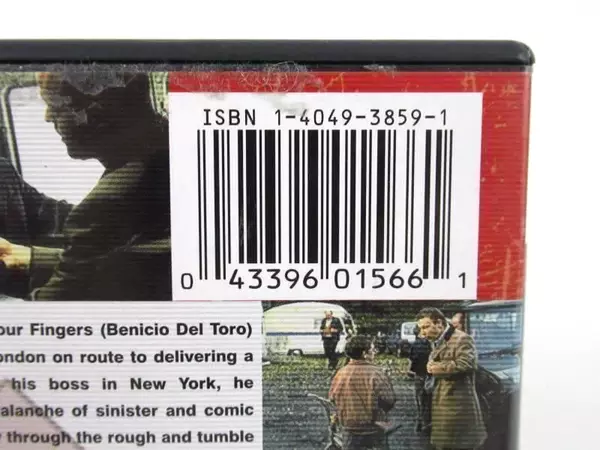 ISBN 1-4049-3859-1
0 43396 01566 1
our Fingers (Benicio Del Toro)
ondon on route to delivering a
his boss in New York, he
alanche of sinister and comic
through the rough and tumble